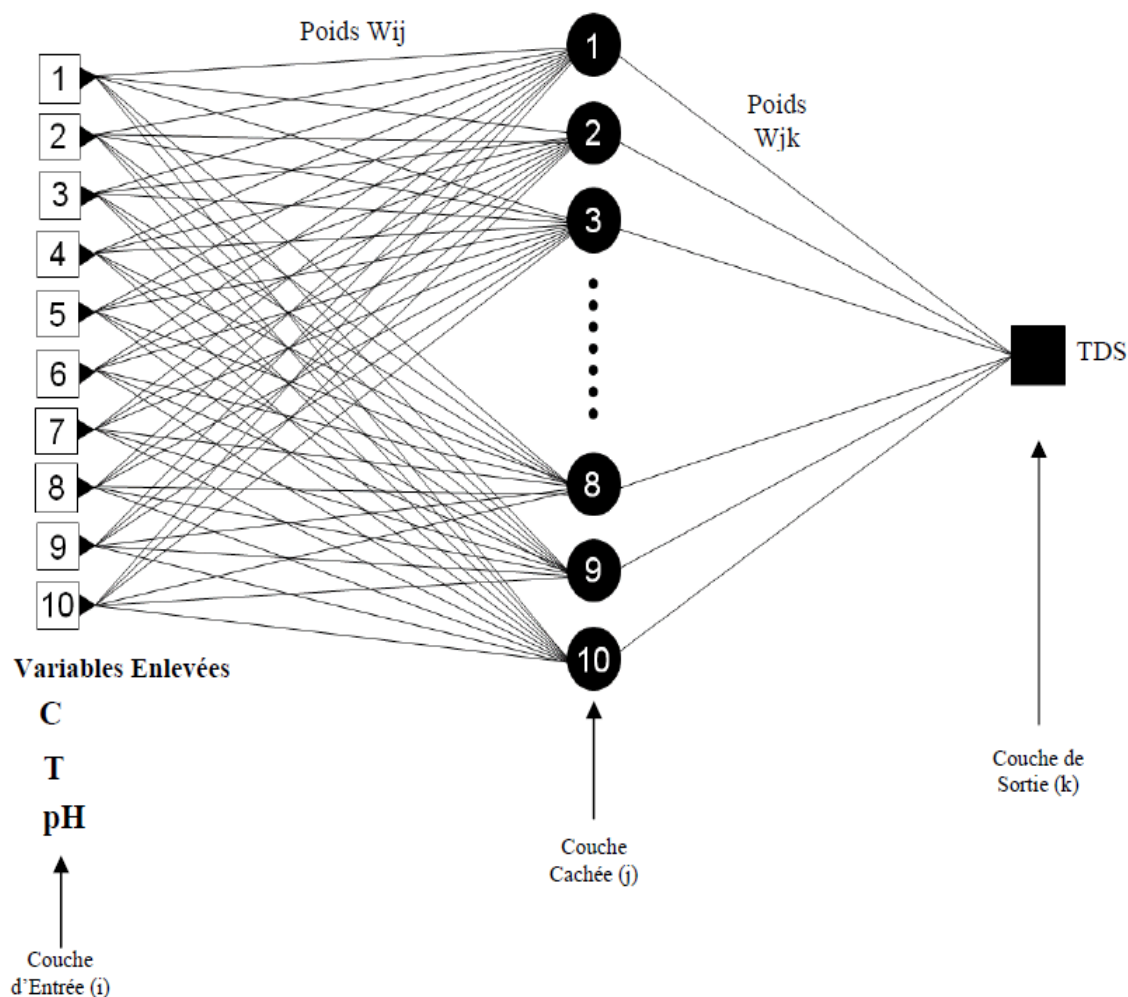 Poids Wij
1
2
3
4
5
6
7
8
9
10
1
2
3
8
9
10
Poids
Wjk
TDS
Variables Enlevées
C
T
pH
Couche
d’Entrée (i)
Couche
Cachée (j)
Couche de
Sortie (k)